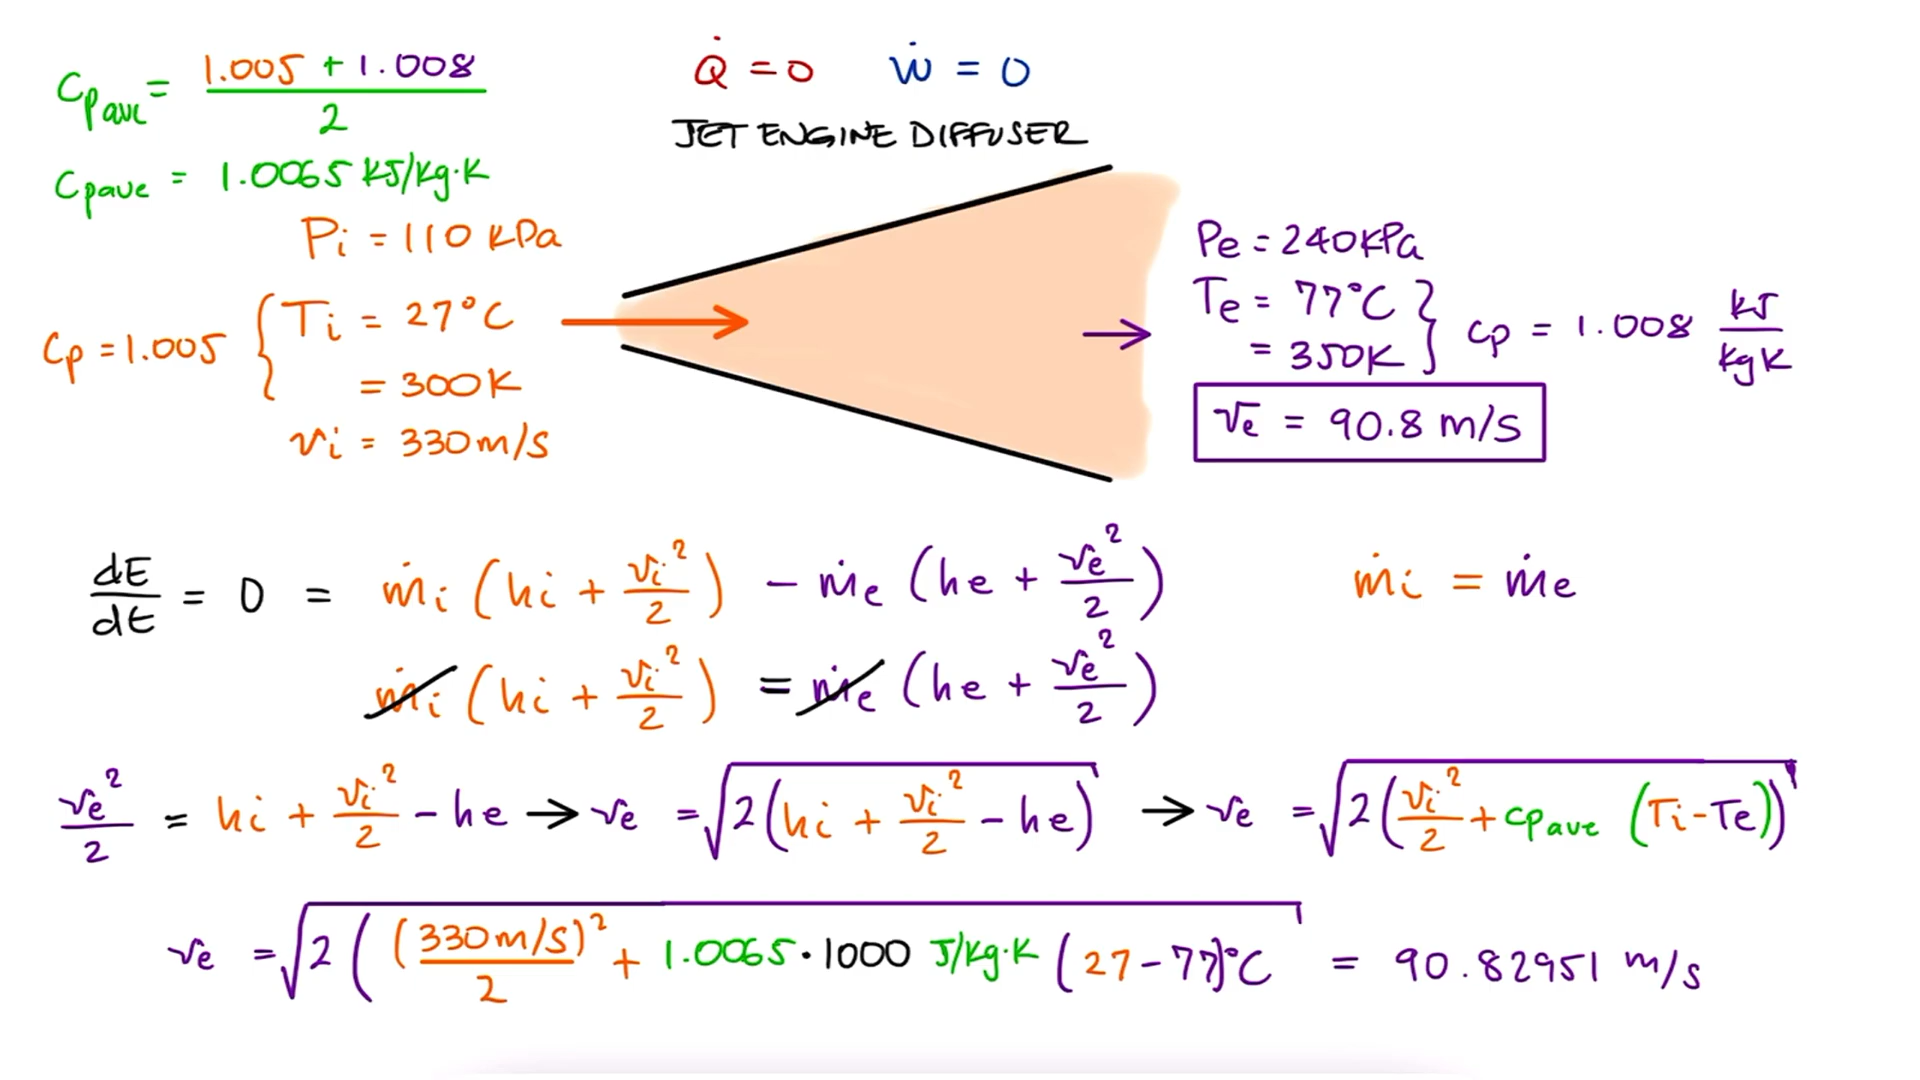 Cpave = (1.005 + 1.008) / 2
Cpave = 1.0065 kJ/kg·K
Q̇ = 0 ẇ = 0
JET ENGINE DIFFUSER
Pi = 110 kPa
Cp = 1.005 { Ti = 27°C
= 300K
vi = 330 m/s
Pe = 240 kPa
Te = 77°C
= 350K } Cp = 1.008 kJ/kgK
ve = 90.8 m/s
dE/dt = 0 = ṁi (hi + vi²/2) - ṁe (he + ve²/2)
ṁi = ṁe
ṁi (hi + vi²/2) = ṁe (he + ve²/2)
ve²/2 = hi + vi²/2 - he → ve = √(2(hi + vi²/2 - he)) → ve = √(2(vi²/2 + Cpave (Ti - Te)))
ve = √(2((330 m/s)²/2 + 1.0065 · 1000 J/kg·K (27 - 77)°C)) = 90.82951 m/s